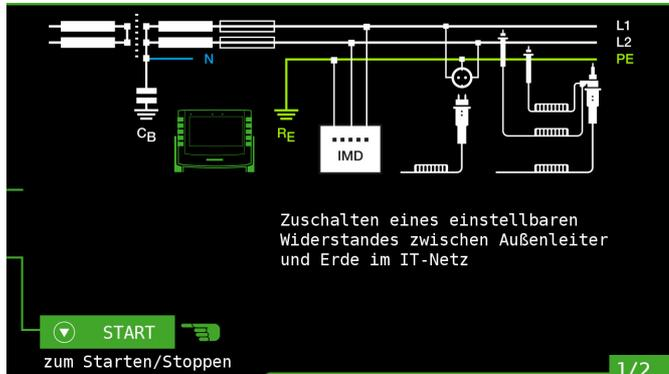 L1
L2
N
PE
CB
RE
IMD
Zuschalten eines einstellbaren
Widerstandes zwischen Außenleiter
und Erde im IT-Netz
START
zum Starten/Stoppen
1/2